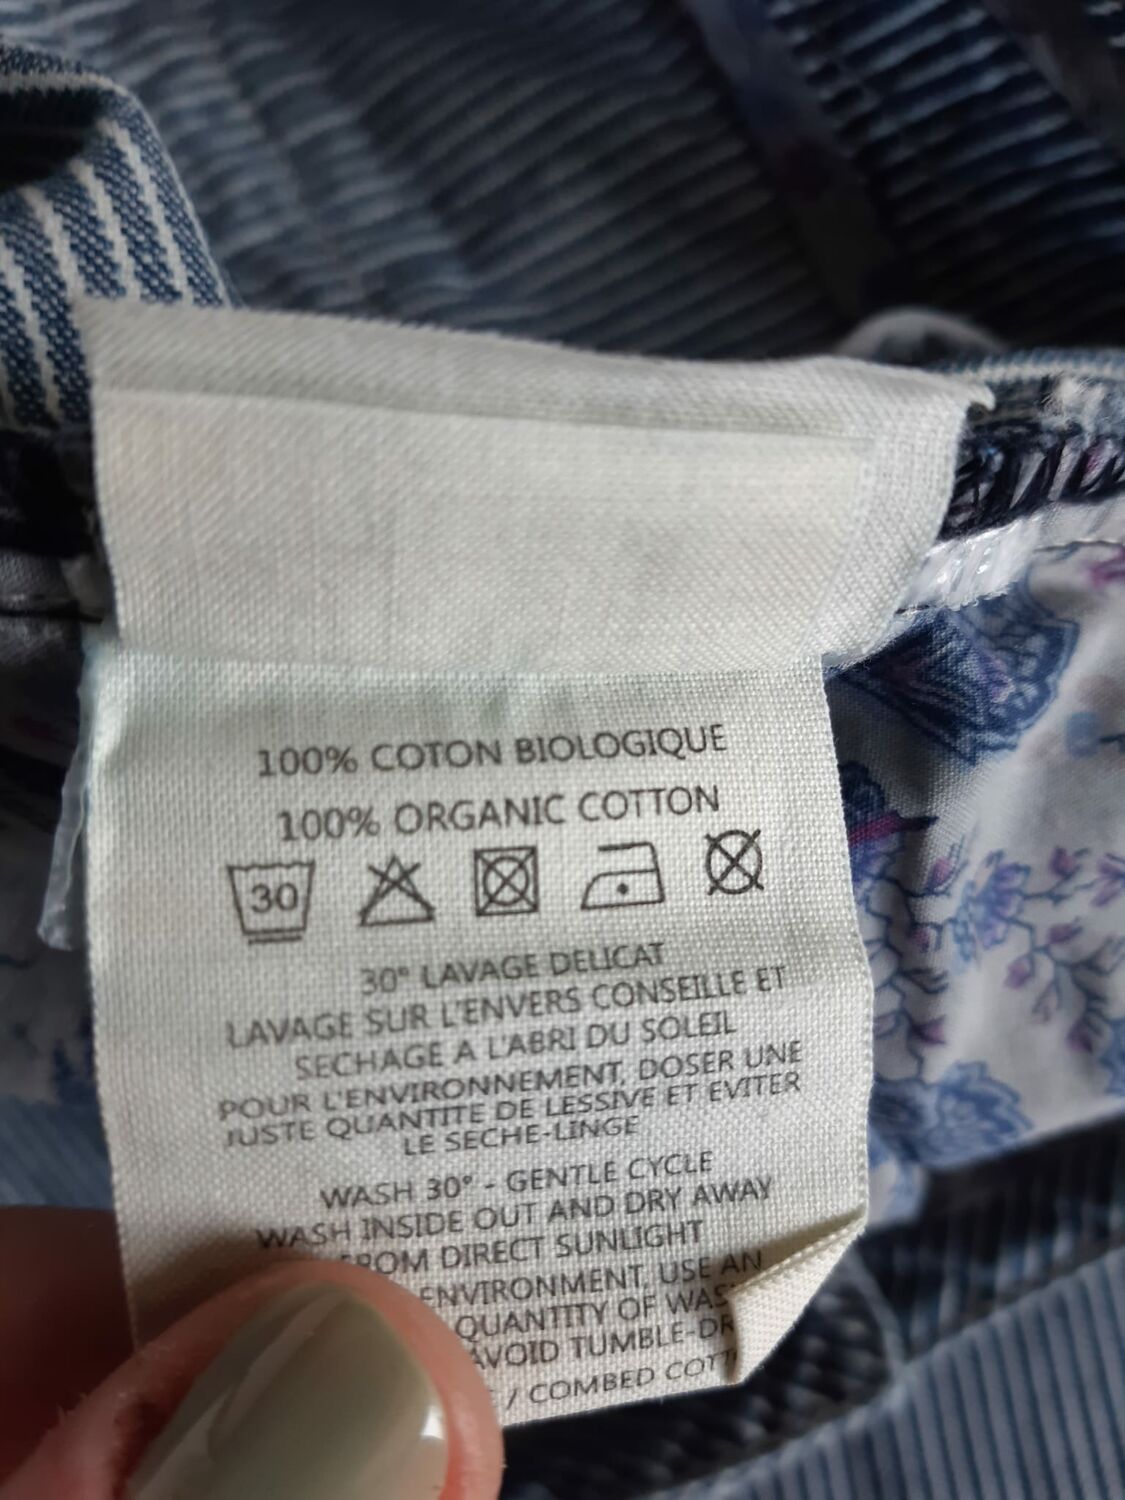 100% COTON BIOLOGIQUE
100% ORGANIC COTTON
30
30° LAVAGE DELICAT
LAVAGE SUR L'ENVERS CONSEILLE ET
SECHAGE A L'ABRI DU SOLEIL
POUR L'ENVIRONNEMENT, DOSER UNE
JUSTE QUANTITE DE LESSIVE ET EVITER
LE SECHE-LINGE
WASH 30° - GENTLE CYCLE
WASH INSIDE OUT AND DRY AWAY
ROM DIRECT SUNLIGHT
ENVIRONMENT, USE AN
QUANTITY OF WAS
AVOID TUMBLE-DR
/ COMBED COTT